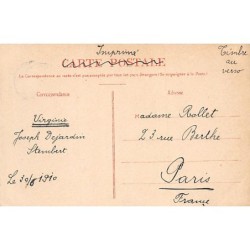 Imprimé
Timbre
au
verso
CARTE POSTALE
Correspondance
Adresse
Virginie
Joseph Dejardin
Stembert
Le 30/8 1910
Madame Rollet
23 rue Berthe
Paris
France